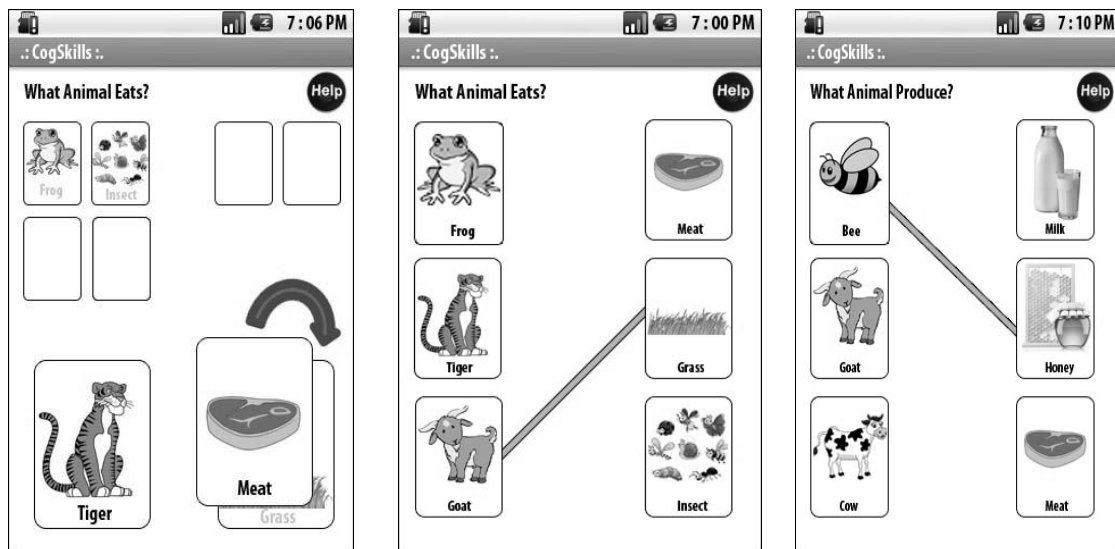 7 : 06 PM
.: CogSkills :.
What Animal Eats?
Help
Frog
Insect
Tiger
Meat
Grass
7 : 00 PM
.: CogSkills :.
What Animal Eats?
Help
Frog
Meat
Tiger
Grass
Goat
Insect
7 : 10 PM
.: CogSkills :.
What Animal Produce?
Help
Bee
Milk
Goat
Honey
Cow
Meat